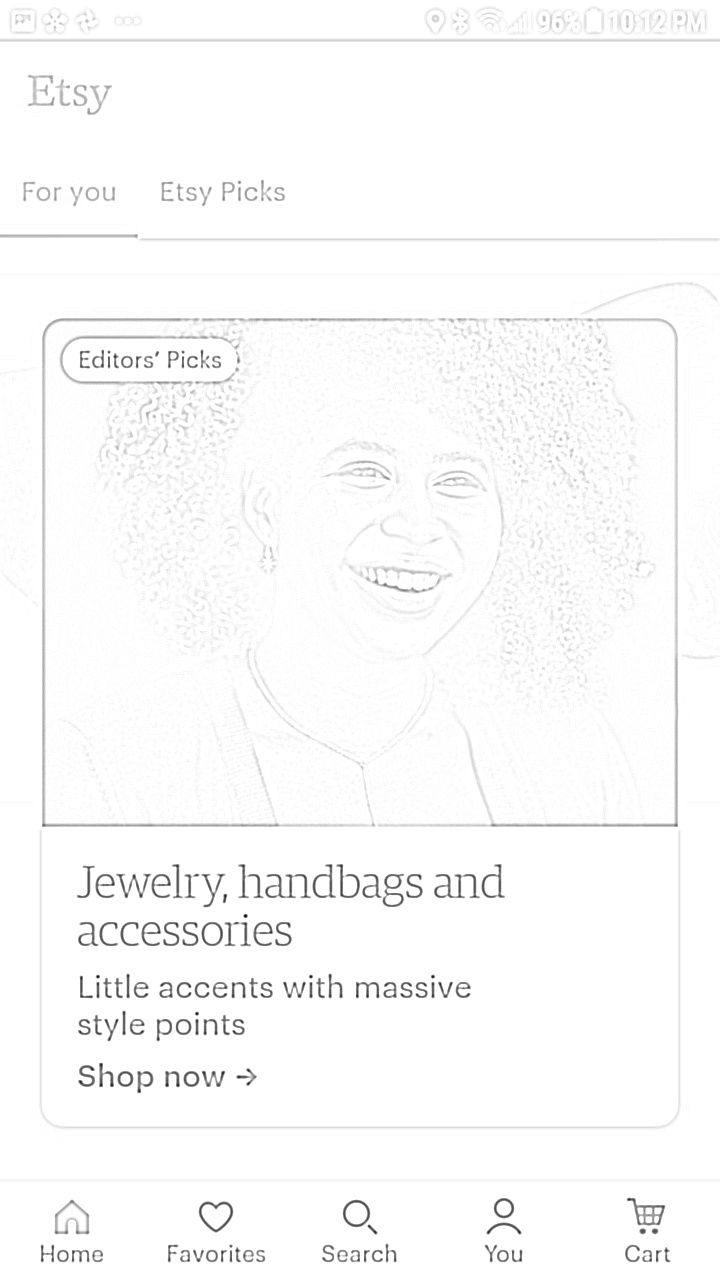 96% 10:12 PM
Etsy
For you Etsy Picks
Editors’ Picks
Jewelry, handbags and
accessories
Little accents with massive
style points
Shop now →
Home Favorites Search You Cart